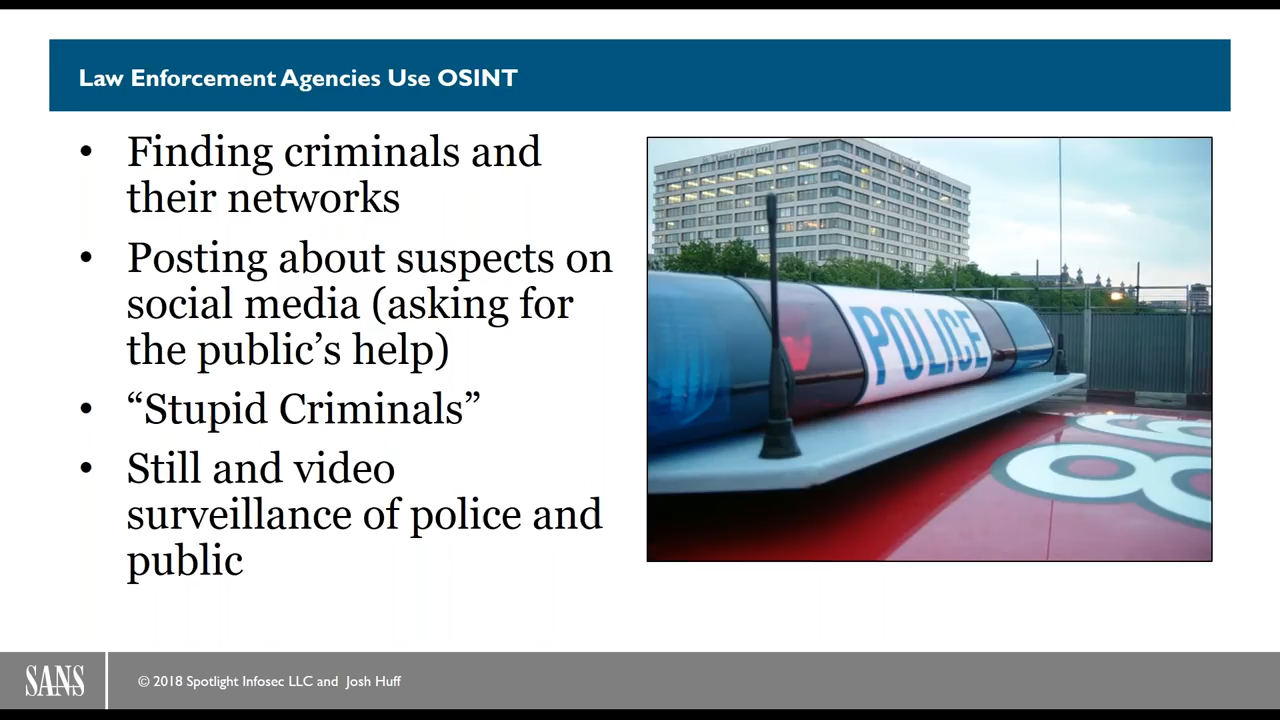 Law Enforcement Agencies Use OSINT
• Finding criminals and
their networks
• Posting about suspects on
social media (asking for
the public’s help)
• “Stupid Criminals”
• Still and video
surveillance of police and
public
POLICE
SANS
© 2018 Spotlight Infosec LLC and Josh Huff